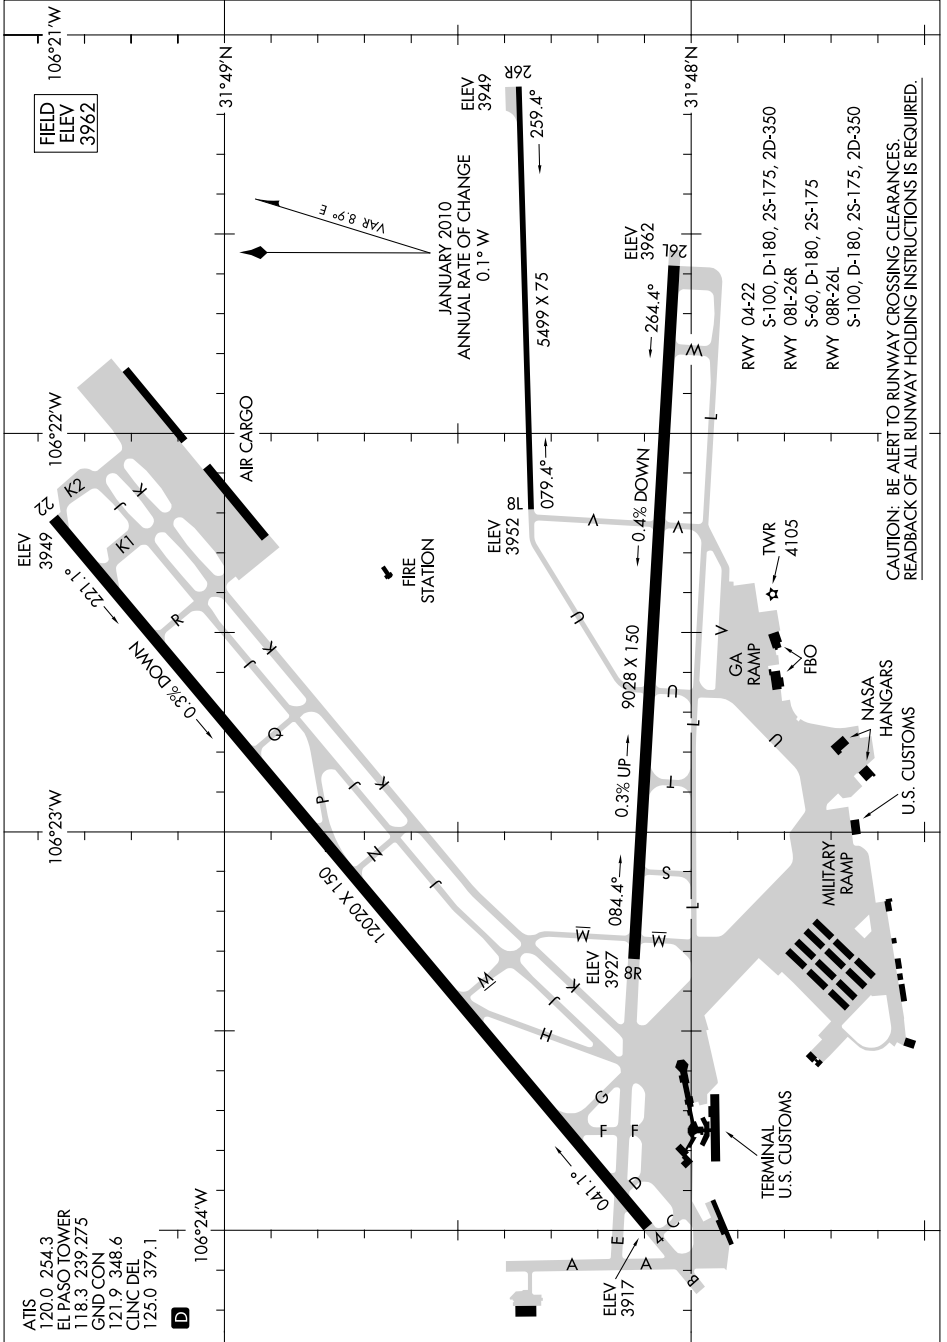 ATIS
120.0 254.3
EL PASO TOWER
118.3 239.275
GND CON
121.9 348.6
CLNC DEL
125.0 379.1
D
106°24'W
106°23'W
106°22'W
106°21'W
FIELD
ELEV
3962
31°49'N
31°48'N
VAR 8.9° E
JANUARY 2010
ANNUAL RATE OF CHANGE
0.1° W
ELEV
3949
22
221.1°
0.3% DOWN
12020 X 150
041.1°
4
ELEV
3917
K2
K
J
K1
R
J
K
Q
P
J
K
N
J
M
J
K
H
G
F
F
E
D
C
A
A
B
AIR CARGO
FIRE
STATION
ELEV
3949
26R
259.4°
5499 X 75
079.4°
8L
ELEV
3952
ELEV
3962
26L
264.4°
0.4% DOWN
9028 X 150
0.3% UP
084.4°
8R
ELEV
3927
M
M
S
T
U
U
U
V
V
V
W
L
L
L
TWR
4105
GA
RAMP
FBO
NASA
HANGARS
U.S. CUSTOMS
MILITARY
RAMP
TERMINAL
U.S. CUSTOMS
RWY 04-22
S-100, D-180, 2S-175, 2D-350
RWY 08L-26R
S-60, D-180, 2S-175
RWY 08R-26L
S-100, D-180, 2S-175, 2D-350
CAUTION: BE ALERT TO RUNWAY CROSSING CLEARANCES.
READBACK OF ALL RUNWAY HOLDING INSTRUCTIONS IS REQUIRED.